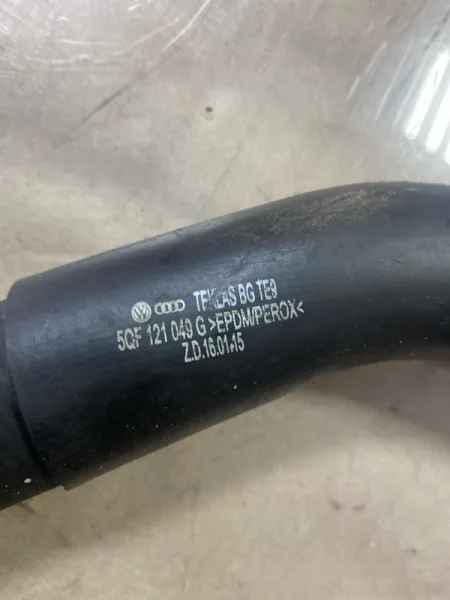 TEKLAS BG TE9
5QF 121 049 G >EPDM/PEROX<
Z.D.16.01.15